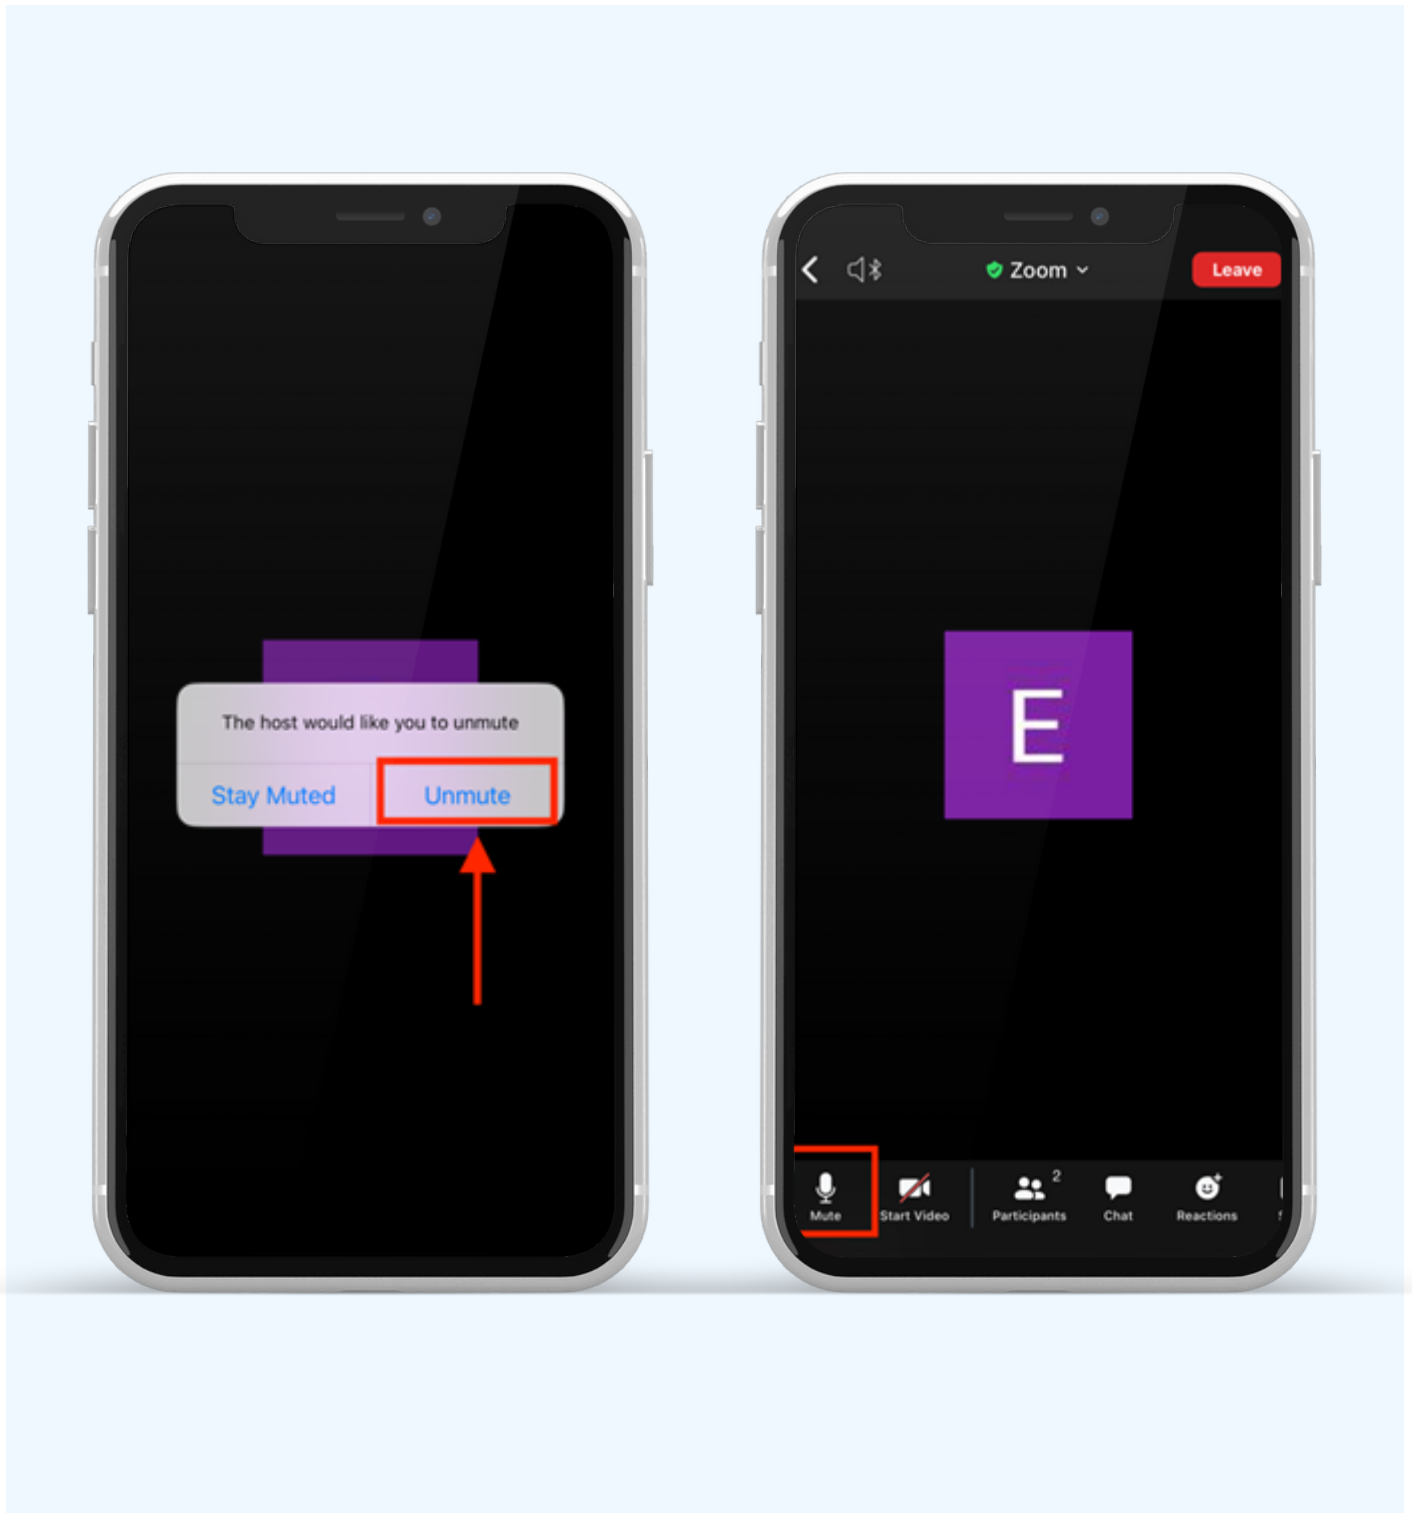 The host would like you to unmute
Stay Muted Unmute
Zoom Leave
E
Mute Start Video Participants 2 Chat Reactions